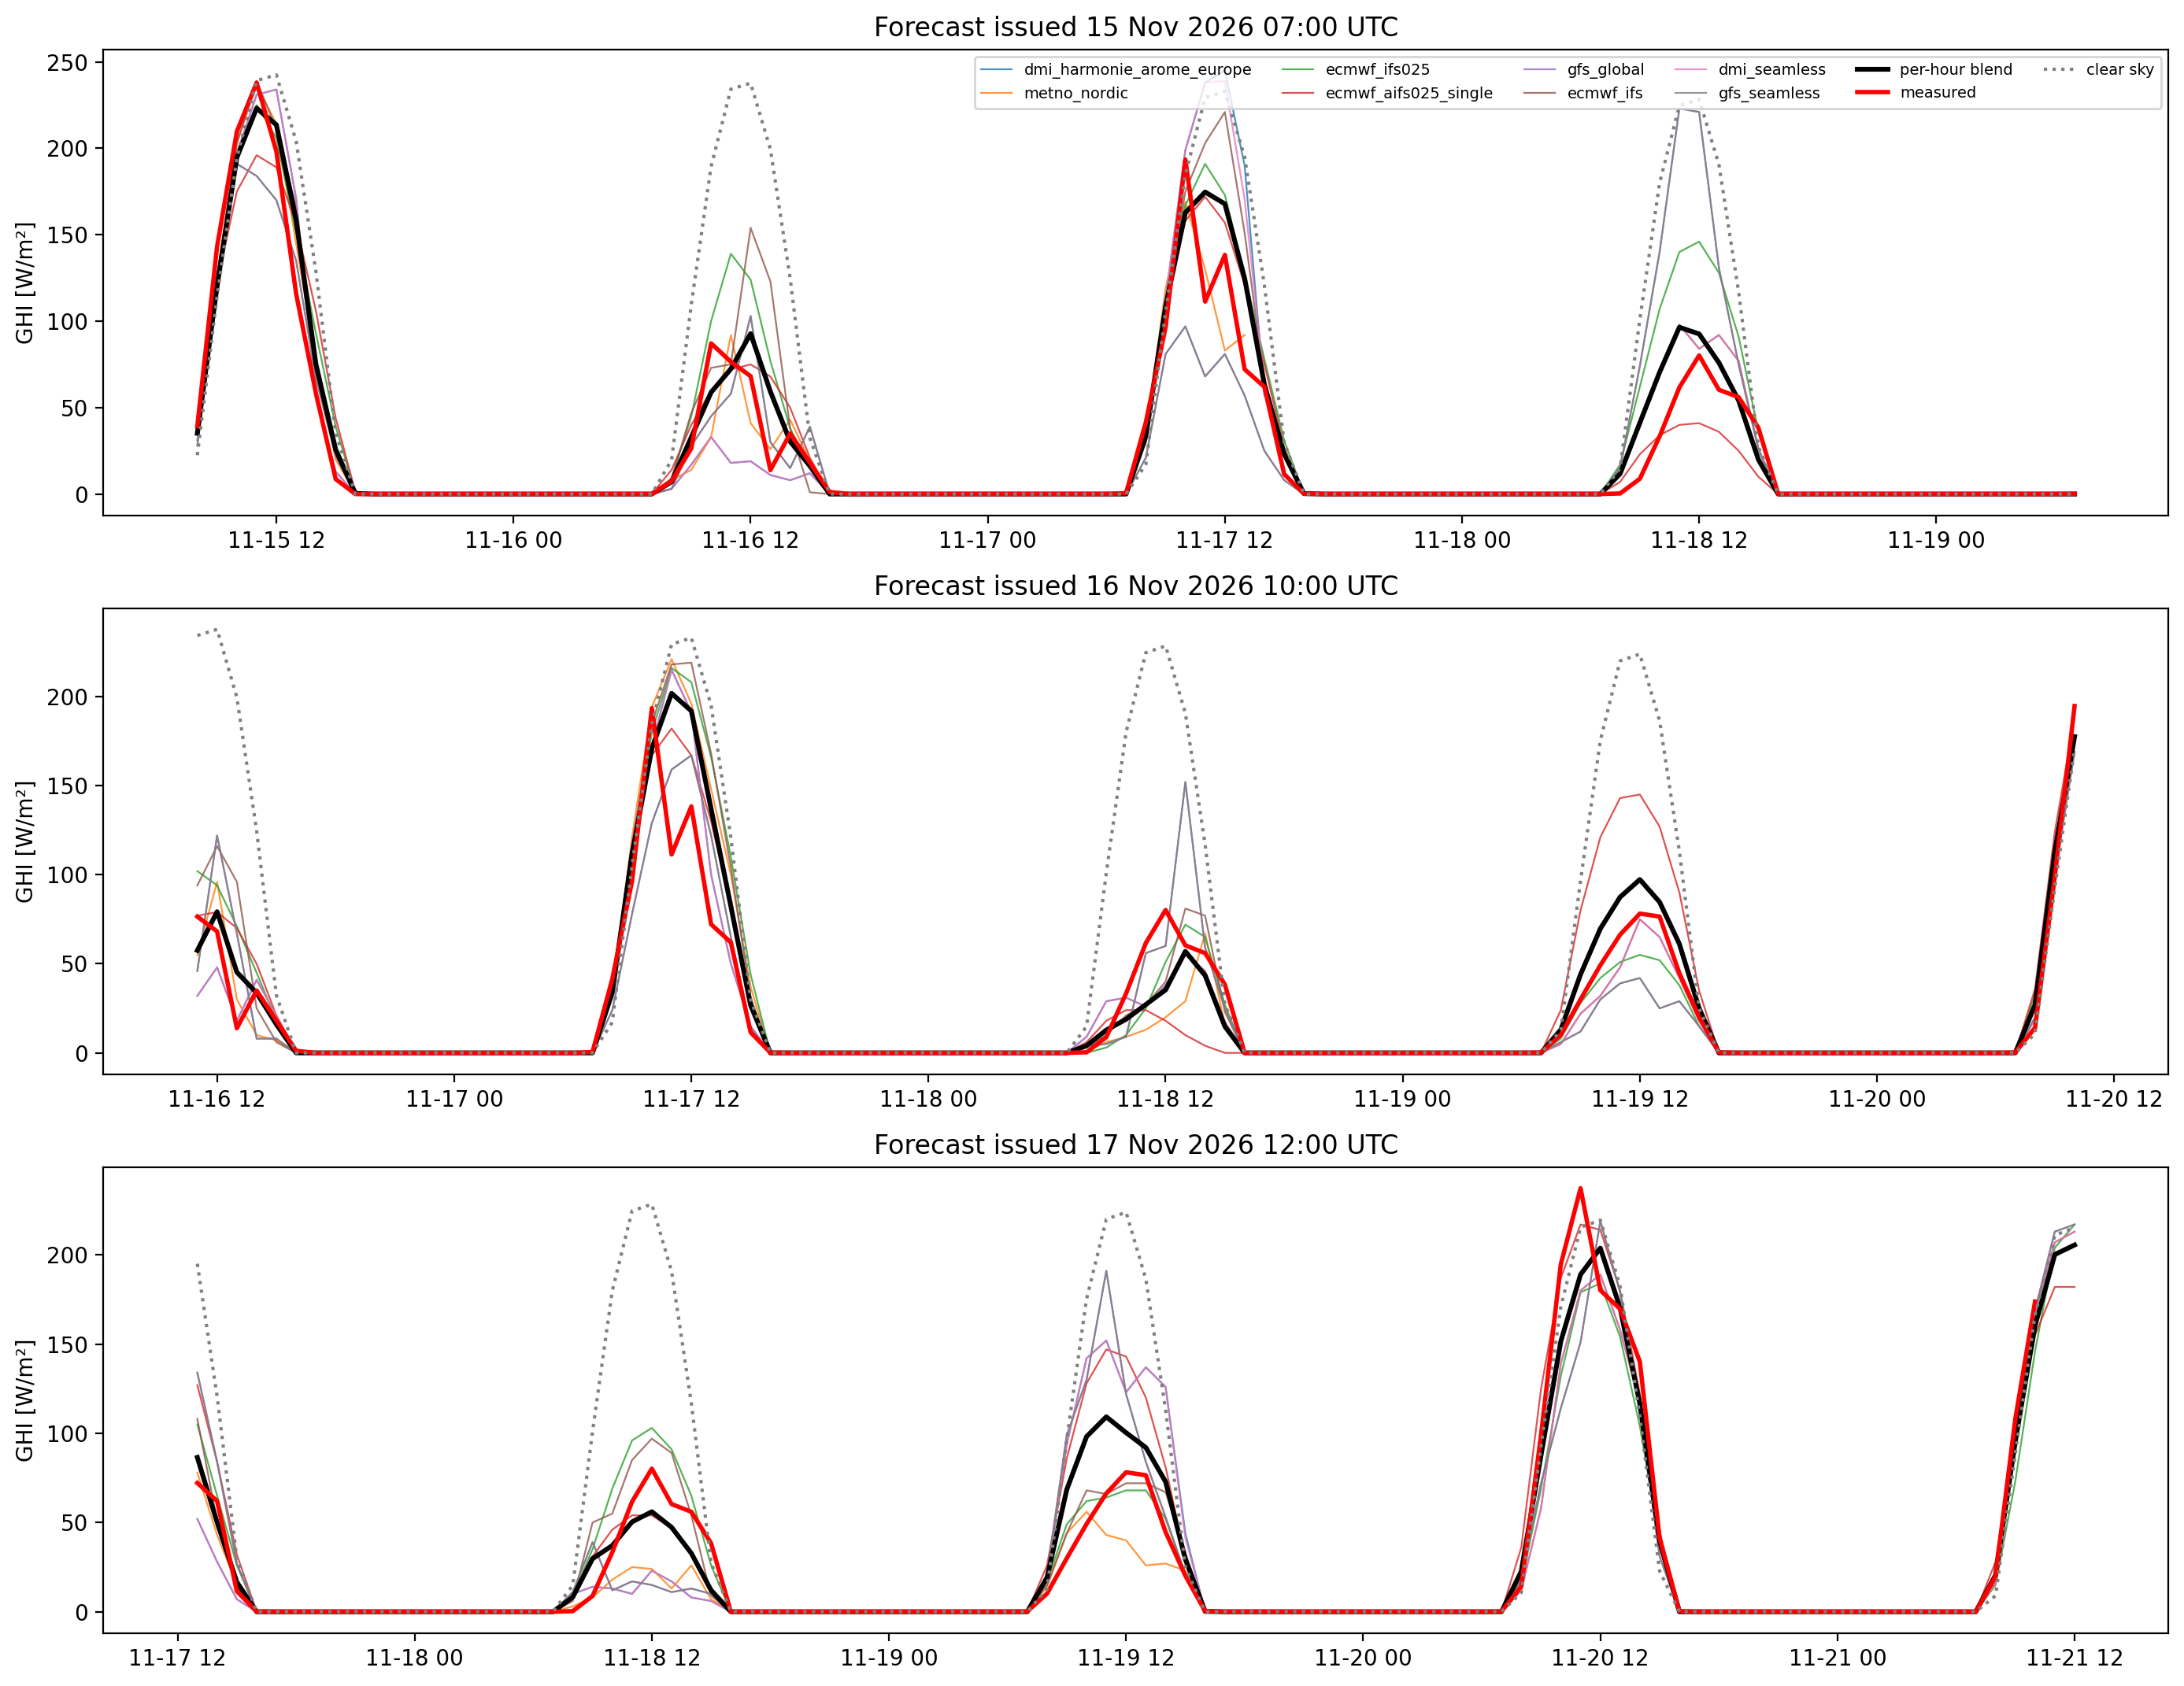 Forecast issued 15 Nov 2026 07:00 UTC
dmi_harmonie_arome_europe
metno_nordic
ecmwf_ifs025
ecmwf_aifs025_single
gfs_global
ecmwf_ifs
dmi_seamless
gfs_seamless
per-hour blend
measured
clear sky
GHI [W/m²]
250
200
150
100
50
0
11-15 12 11-16 00 11-16 12 11-17 00 11-17 12 11-18 00 11-18 12 11-19 00
Forecast issued 16 Nov 2026 10:00 UTC
GHI [W/m²]
200
150
100
50
0
11-16 12 11-17 00 11-17 12 11-18 00 11-18 12 11-19 00 11-19 12 11-20 00 11-20 12
Forecast issued 17 Nov 2026 12:00 UTC
GHI [W/m²]
200
150
100
50
0
11-17 12 11-18 00 11-18 12 11-19 00 11-19 12 11-20 00 11-20 12 11-21 00 11-21 12